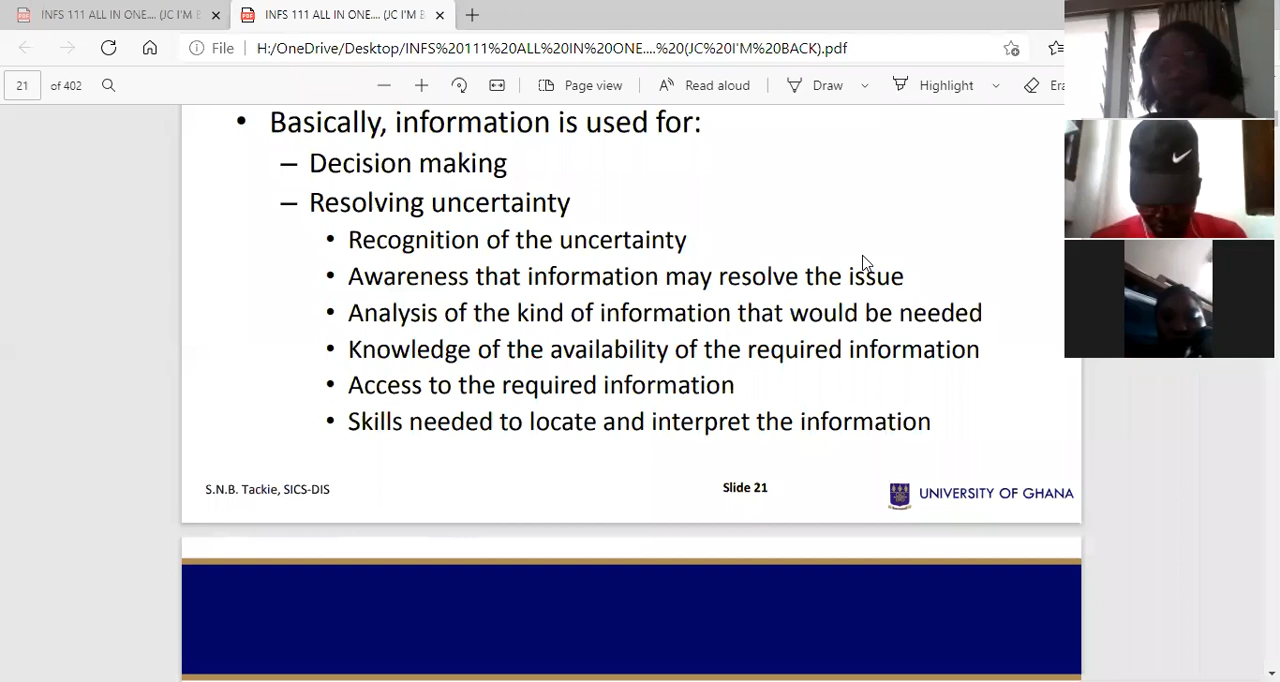 INFS 111 ALL IN ONE.... (JC I'M B
INFS 111 ALL IN ONE.... (JC I'M B
File
H:/OneDrive/Desktop/INFS%20111%20ALL%20IN%20ONE....%20(JC%20I'M%20BACK).pdf
21 of 402
Page view
Read aloud
Draw
Highlight
Era
• Basically, information is used for:
– Decision making
– Resolving uncertainty
• Recognition of the uncertainty
• Awareness that information may resolve the issue
• Analysis of the kind of information that would be needed
• Knowledge of the availability of the required information
• Access to the required information
• Skills needed to locate and interpret the information
S.N.B. Tackie, SICS-DIS
Slide 21
UNIVERSITY OF GHANA